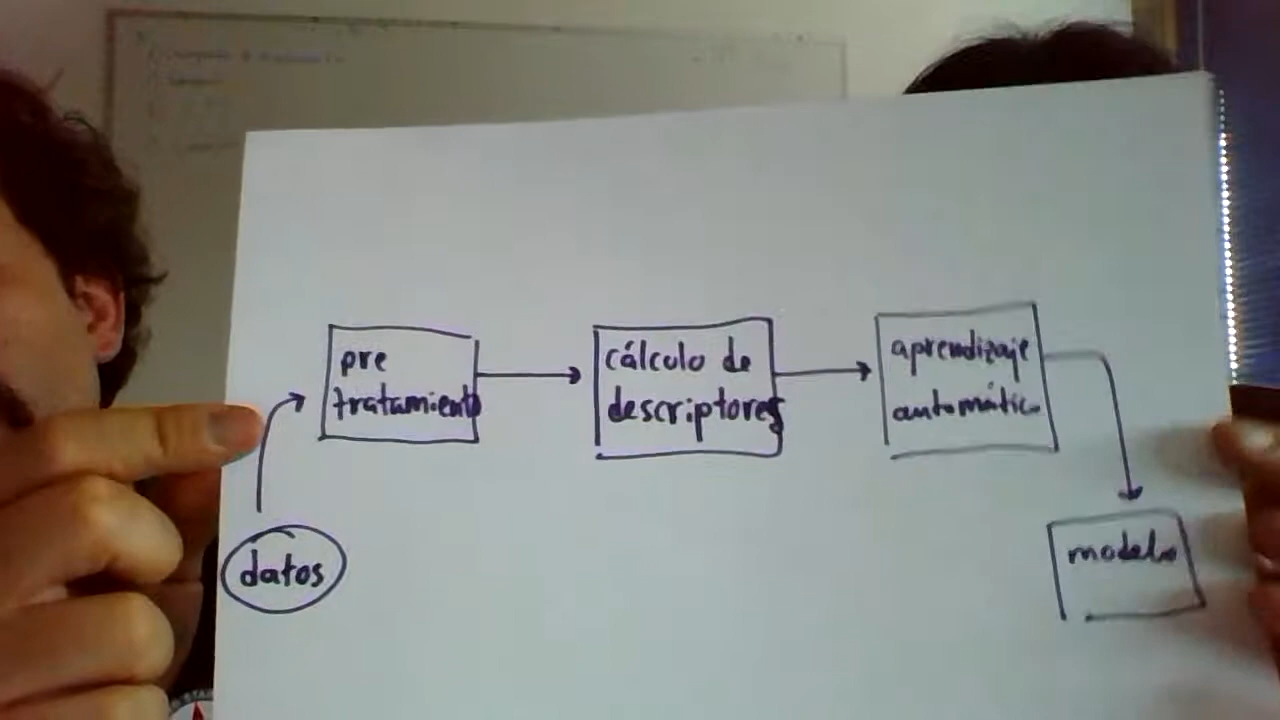 pre
tratamiento
cálculo de
descriptores
aprendizaje
automático
datos
modelo